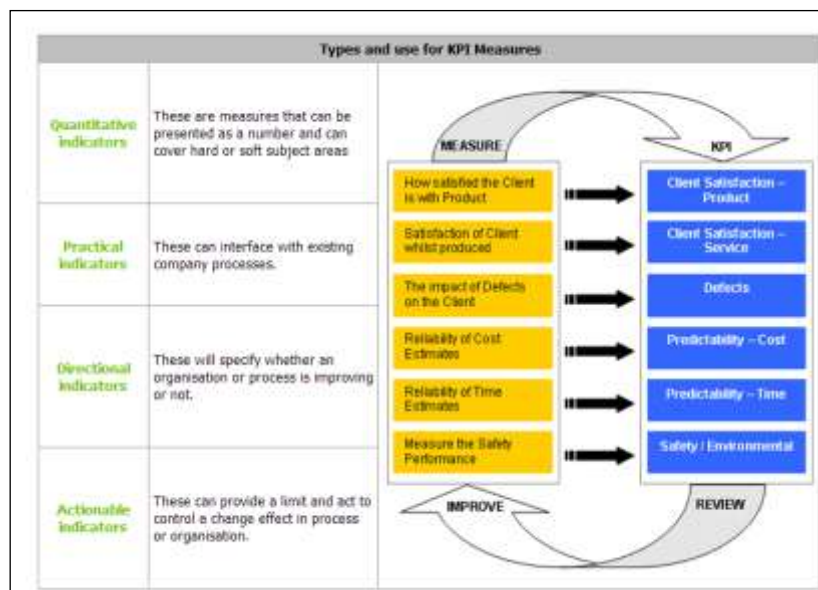 Types and use for KPI Measures
Quantitative
indicators
These are measures that can be
presented as a number and can
cover hard or soft subject areas
Practical
indicators
These can interface with existing
company processes.
Directional
indicators
These will specify whether an
organisation or process is improving
or not.
Actionable
indicators
These can provide a limit and act to
control a change effect in process
or organisation.
MEASURE
KPI
How satisfied the Client
is with Product
Client Satisfaction –
Product
Satisfaction of Client
whilst produced
Client Satisfaction –
Service
The impact of Defects
on the Client
Defects
Reliability of Cost
Estimates
Predictability – Cost
Reliability of Time
Estimates
Predictability – Time
Measure the Safety
Performance
Safety / Environmental
IMPROVE
REVIEW